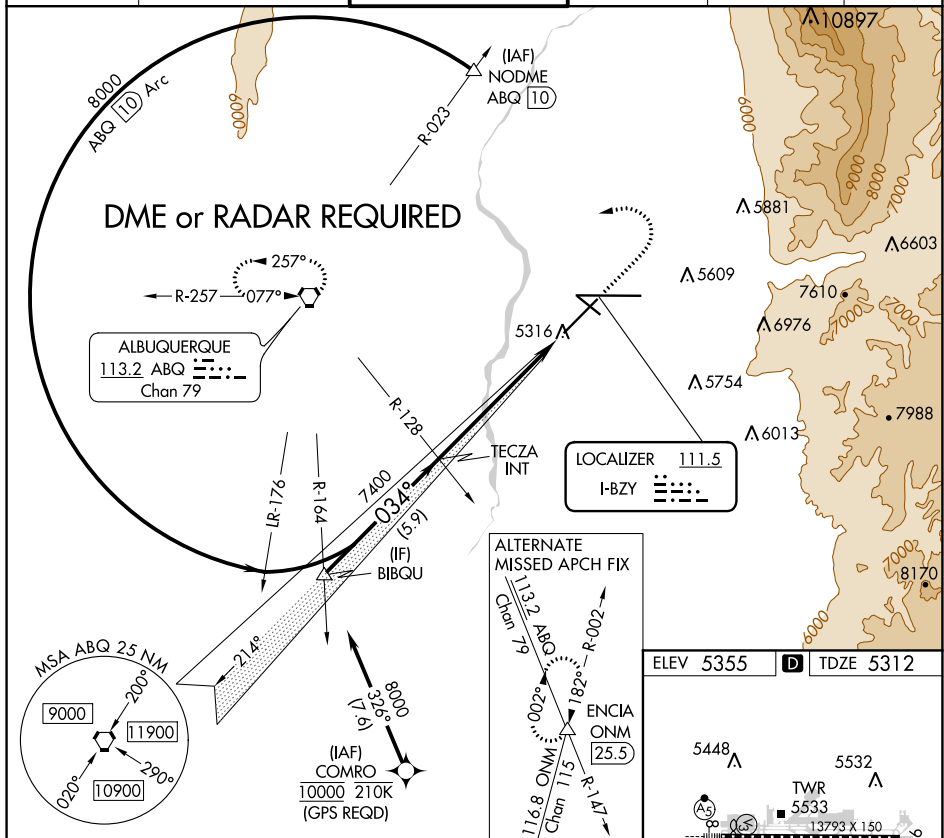 10897
(IAF)
NODME
ABQ 10
8000
ABQ 10 Arc
6000
6000
R-023
9000
8000
7000
DME or RADAR REQUIRED
5881
6603
257°
R-257
077°
5609
7610
7000
ALBUQUERQUE
113.2 ABQ
Chan 79
5316
6976
5754
R-128
7988
6013
TECZA
INT
LOCALIZER 111.5
I-BZY
LR-176
R-164
7400
034°
(5.9)
(IF)
BIBQU
ALTERNATE
MISSED APCH FIX
113.2 ABQ
Chan 79
R-002
002°
182°
ENCIA
ONM
25.5
116.8 ONM
Chan 115
R-147
7000
8170
6000
214°
MSA ABQ 25 NM
200°
9000
11900
290°
020°
10900
8000
326°
(7.6)
(IAF)
COMRO
10000 210K
(GPS REQD)
ELEV 5355
D
TDZE 5312
5448
5532
TWR
5533
A5
8
13793 X 150